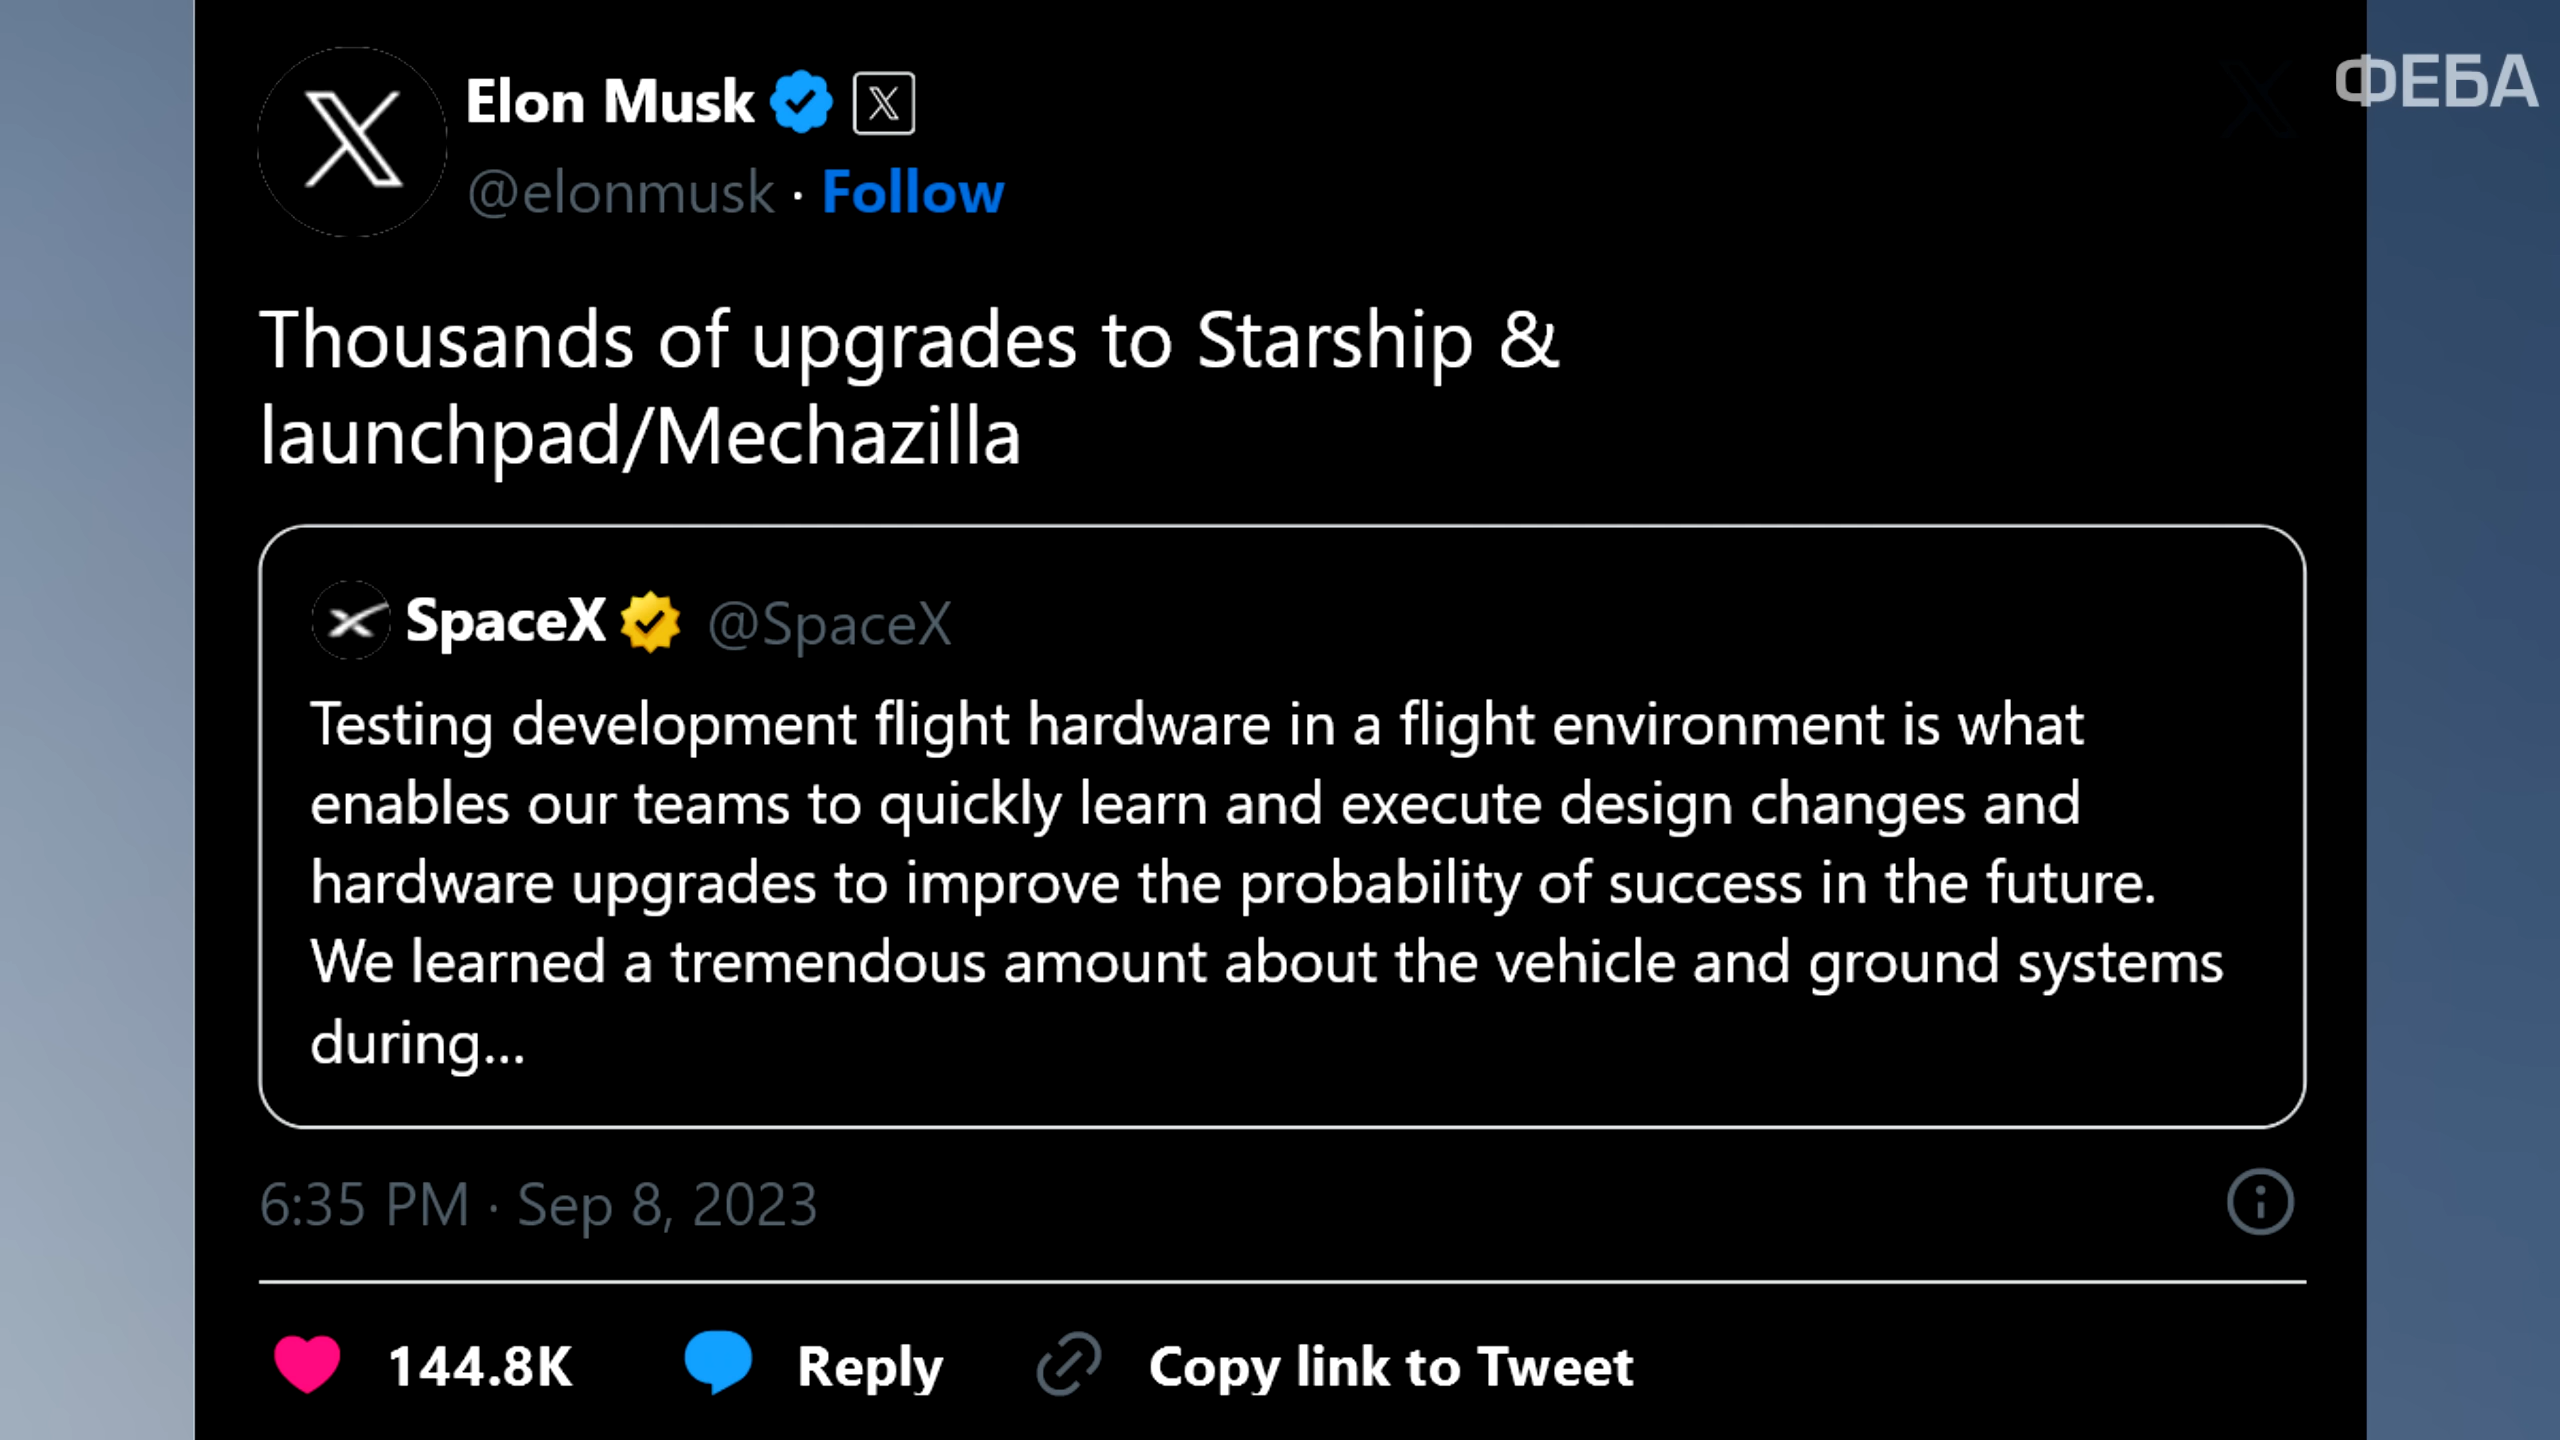 ФЕБА
Elon Musk
@elonmusk · Follow
Thousands of upgrades to Starship &
launchpad/Mechazilla
SpaceX @SpaceX
Testing development flight hardware in a flight environment is what
enables our teams to quickly learn and execute design changes and
hardware upgrades to improve the probability of success in the future.
We learned a tremendous amount about the vehicle and ground systems
during...
6:35 PM · Sep 8, 2023
144.8K Reply Copy link to Tweet